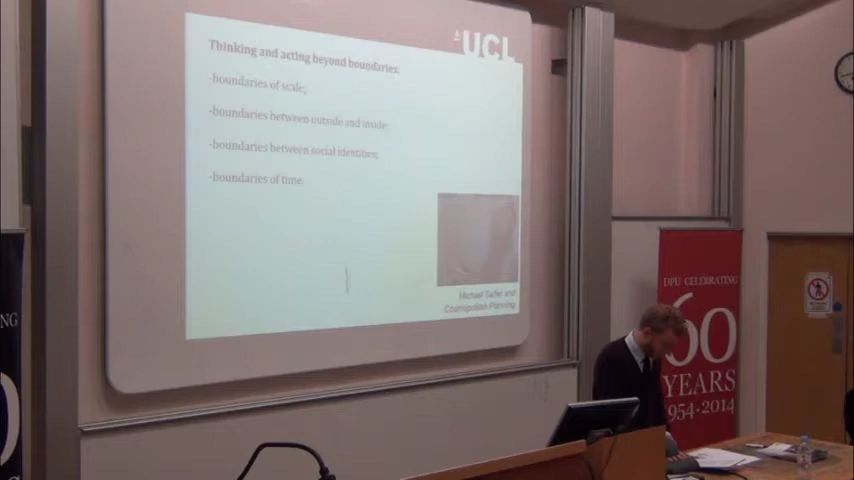 UCL
Thinking and acting beyond boundaries:
-boundaries of scale;
-boundaries between outside and inside;
-boundaries between social identities;
-boundaries of time.
Michael Safier and
Cosmopolitan Planning
DPU CELEBRATING
60
YEARS
1954-2014
NG